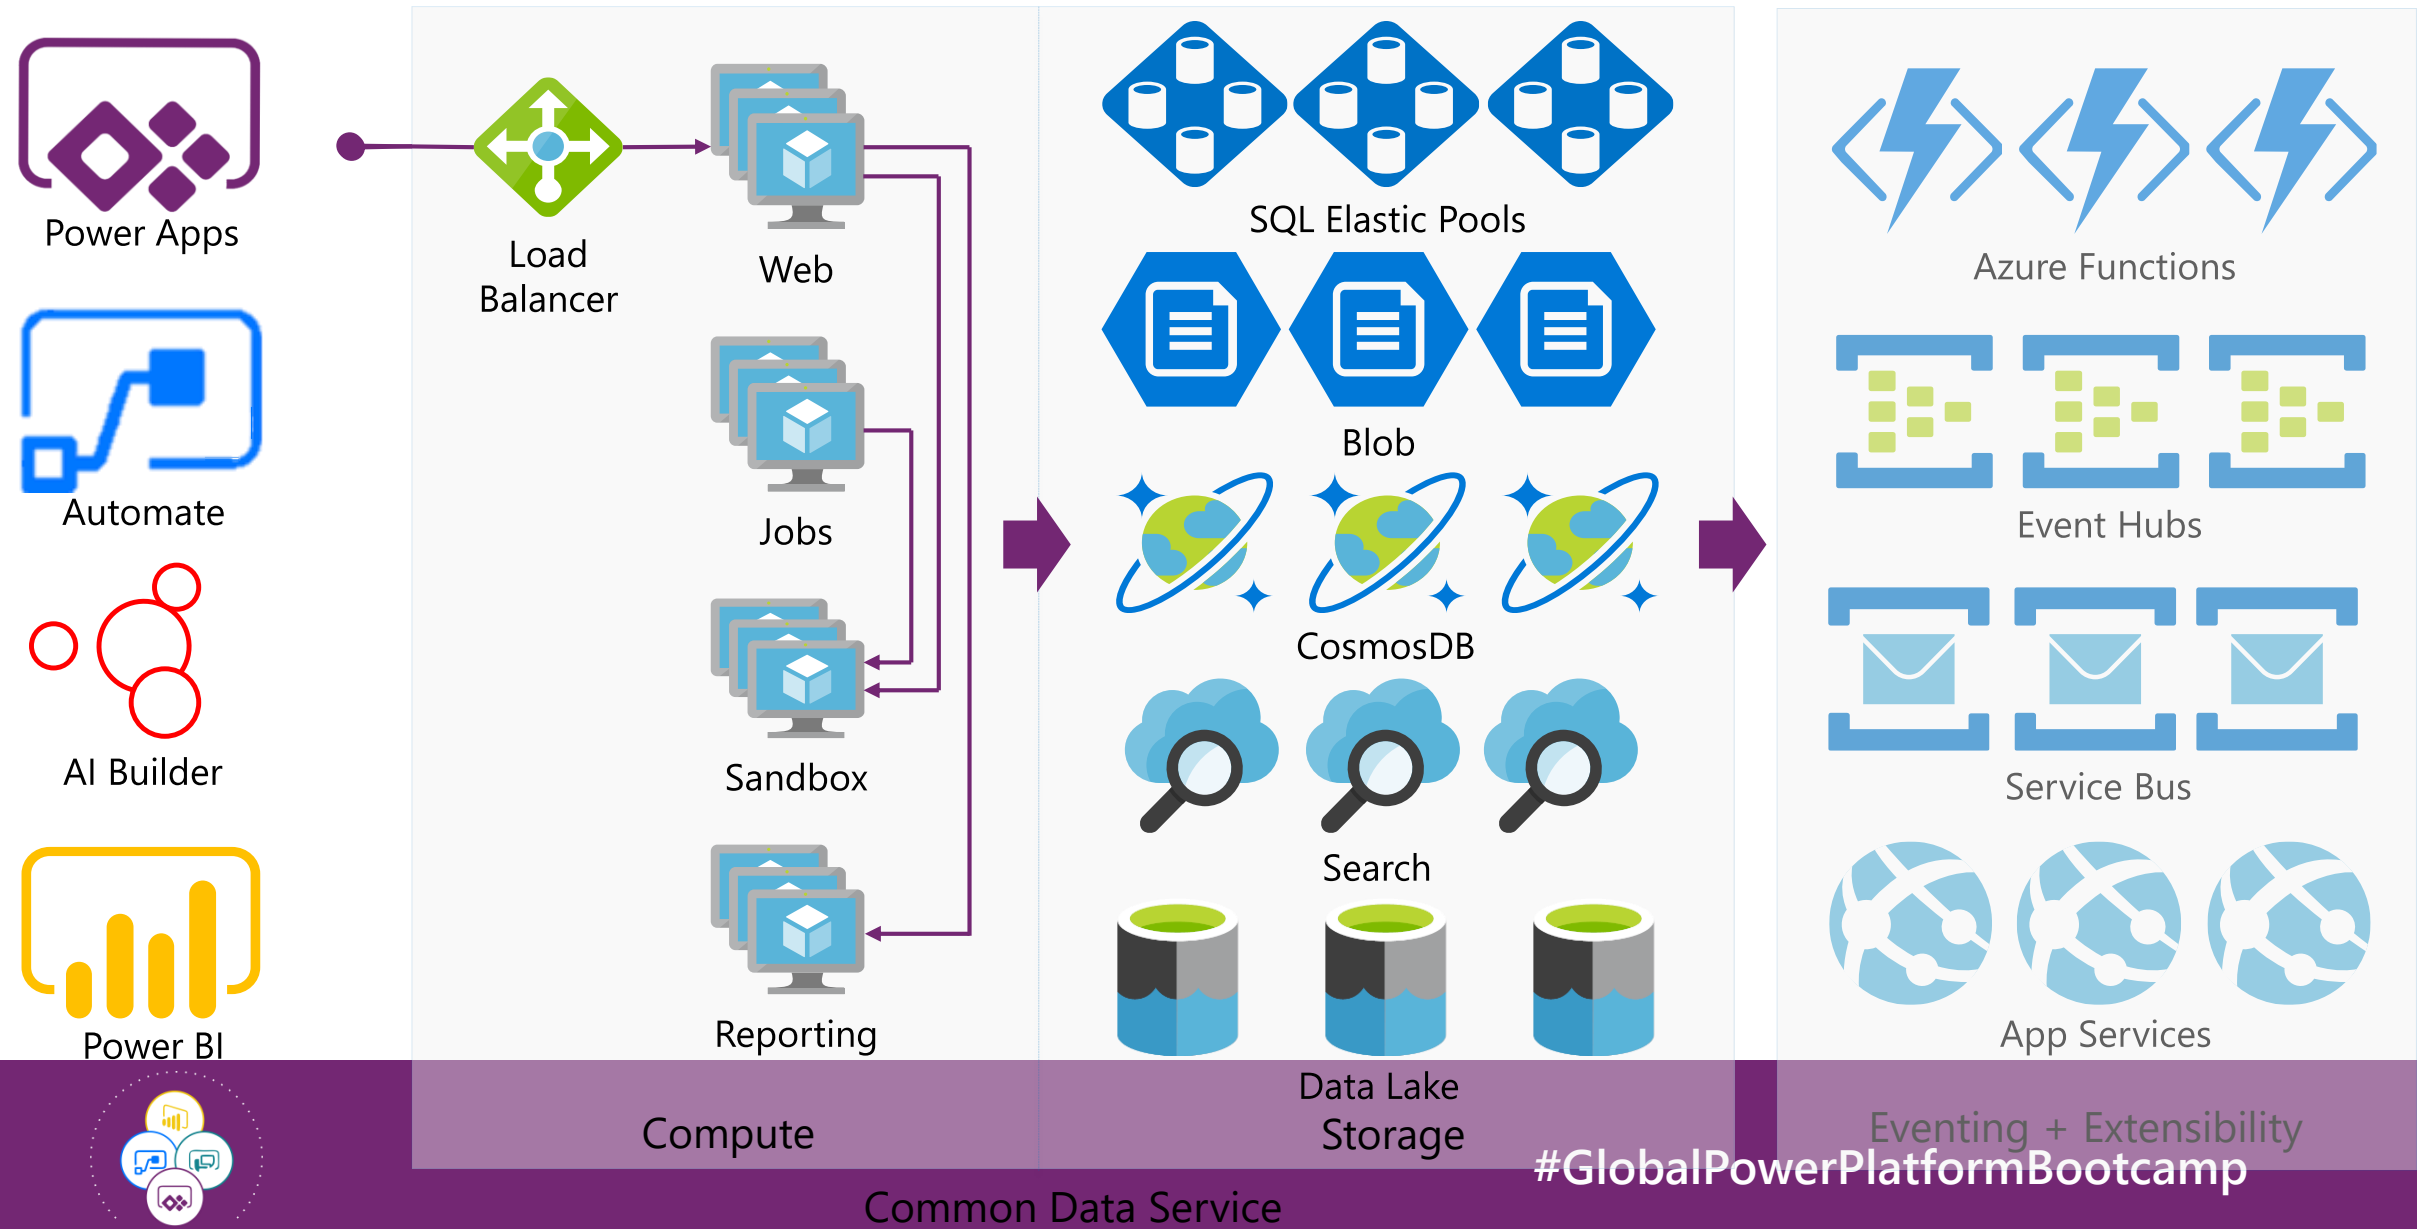 Power Apps
Automate
AI Builder
Power BI
Load
Balancer
Web
Jobs
Sandbox
Reporting
Compute
SQL Elastic Pools
Blob
CosmosDB
Search
Data Lake
Storage
Azure Functions
Event Hubs
Service Bus
App Services
Eventing + Extensibility
#GlobalPowerPlatformBootcamp
Common Data Service